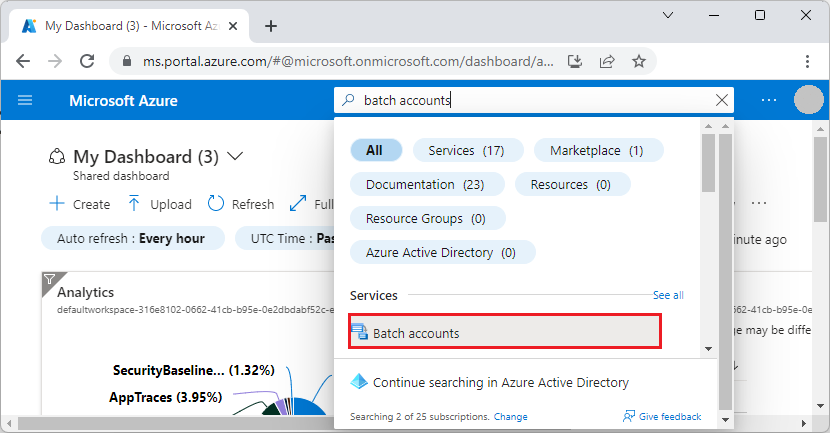 My Dashboard (3) - Microsoft Az
ms.portal.azure.com/#@microsoft.onmicrosoft.com/dashboard/a...
Microsoft Azure
batch accounts
My Dashboard (3)
Shared dashboard
Create Upload Refresh Full
Auto refresh : Every hour UTC Time : Pas
inute ago
All Services (17) Marketplace (1)
Documentation (23) Resources (0)
Resource Groups (0)
Azure Active Directory (0)
Services See all
Batch accounts
Continue searching in Azure Active Directory
Searching 2 of 25 subscriptions. Change Give feedback
Analytics
defaultworkspace-316e8102-0662-41cb-b95e-0e2dbdabf52c-e
0662-41cb-b95e-0
ge may be differ
SecurityBaseline... (1.32%)
AppTraces (3.95%)